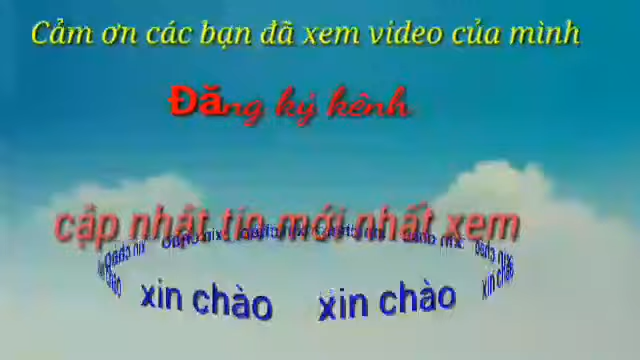 Cảm ơn các bạn đã xem video của mình
Đăng ký kênh
cập nhật tin mới nhất xem
xin chào xin chào